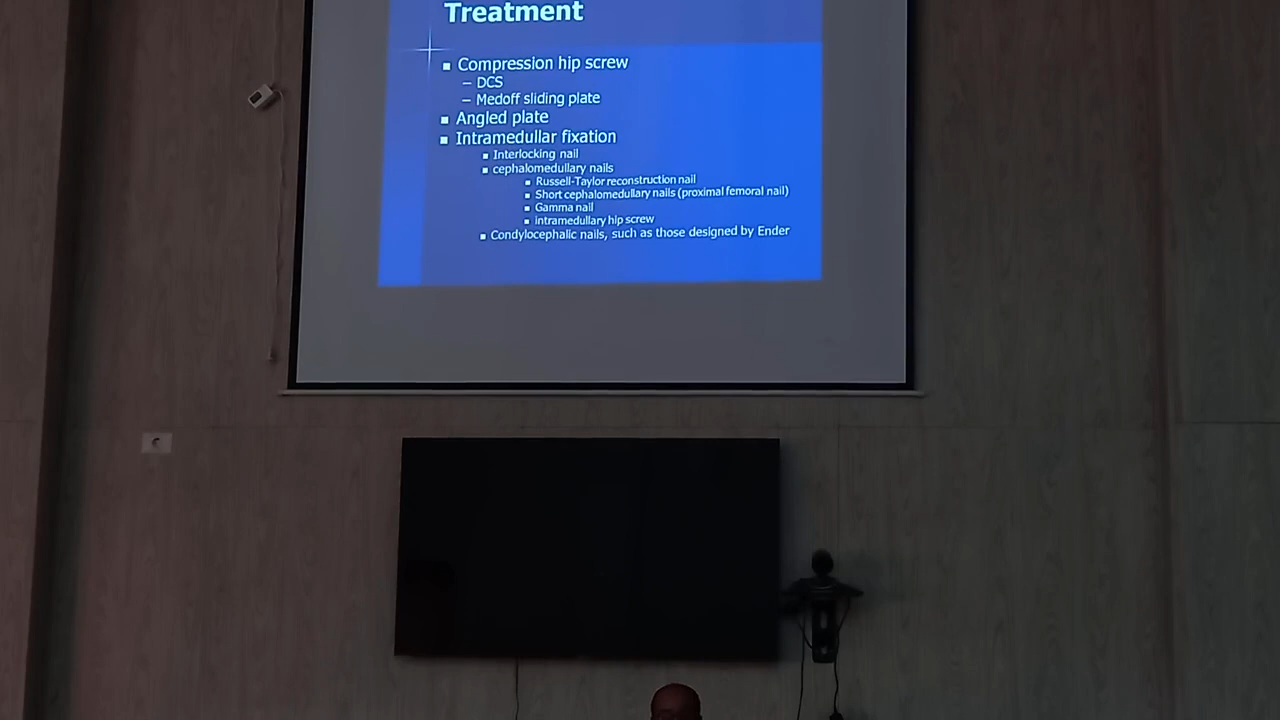 Treatment
Compression hip screw
– DCS
– Medoff sliding plate
Angled plate
Intramedullar fixation
Interlocking nail
cephalomedullary nails
Russell-Taylor reconstruction nail
Short cephalomedullary nails (proximal femoral nail)
Gamma nail
intramedullary hip screw
Condylocephalic nails, such as those designed by Ender